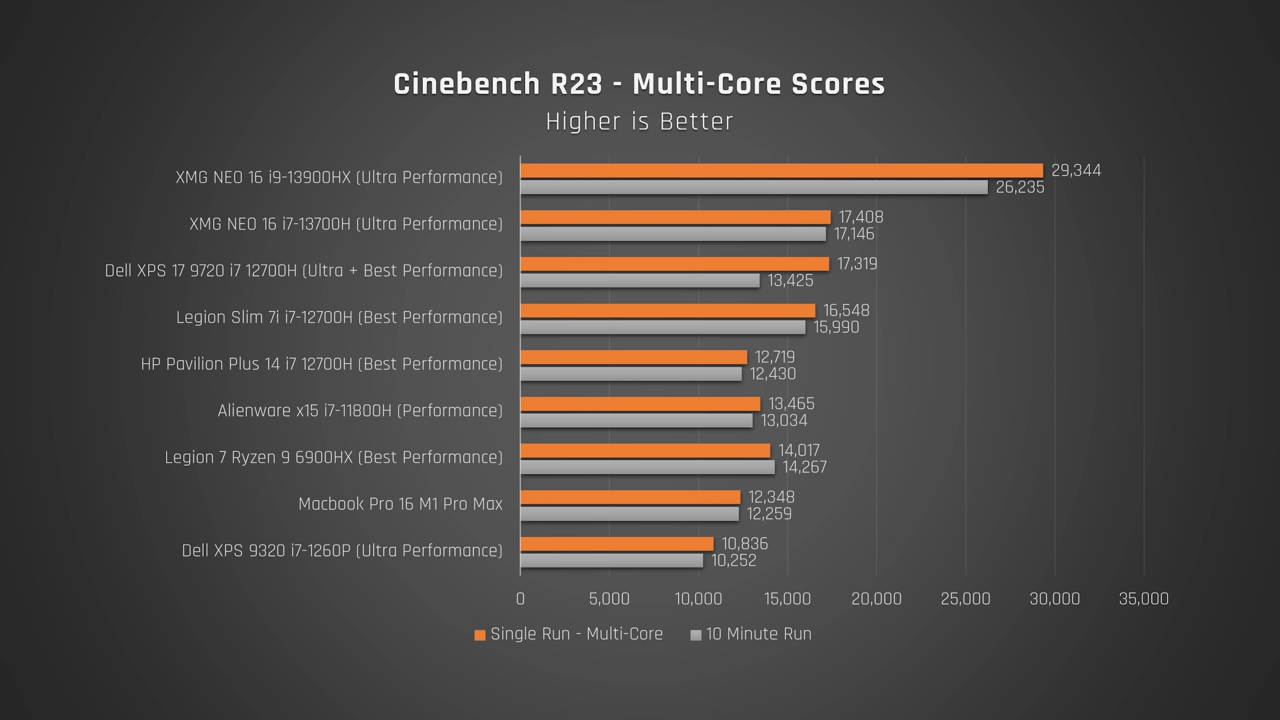 Cinebench R23 - Multi-Core Scores
Higher is Better
XMG NEO 16 i9-13900HX (Ultra Performance)
29,344
26,235
XMG NEO 16 i7-13700H (Ultra Performance)
17,408
17,146
Dell XPS 17 9720 i7 12700H (Ultra + Best Performance)
17,319
13,425
Legion Slim 7i i7-12700H (Best Performance)
16,548
15,990
HP Pavilion Plus 14 i7 12700H (Best Performance)
12,719
12,430
Alienware x15 i7-11800H (Performance)
13,465
13,034
Legion 7 Ryzen 9 6900HX (Best Performance)
14,017
14,267
Macbook Pro 16 M1 Pro Max
12,348
12,259
Dell XPS 9320 i7-1260P (Ultra Performance)
10,836
10,252
0 5,000 10,000 15,000 20,000 25,000 30,000 35,000
Single Run - Multi-Core 10 Minute Run